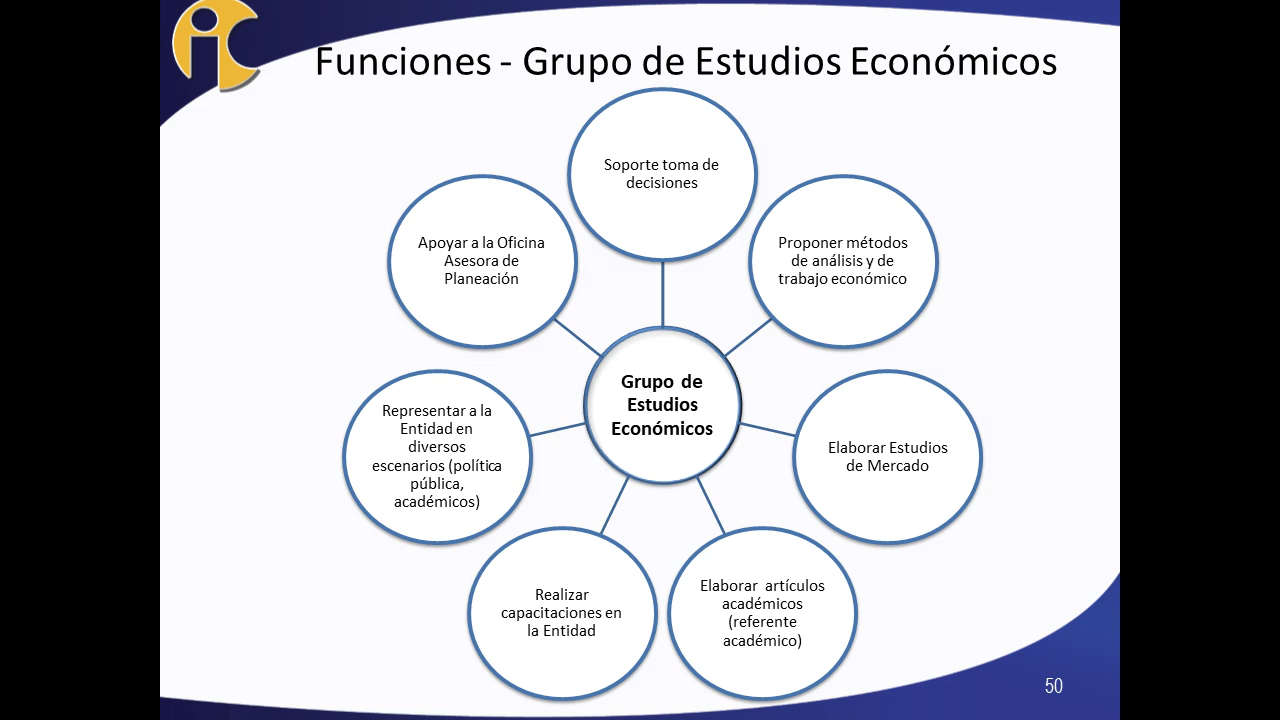 Funciones - Grupo de Estudios Económicos
Soporte toma de
decisiones
Proponer métodos
de análisis y de
trabajo económico
Elaborar Estudios
de Mercado
Elaborar artículos
académicos
(referente
académico)
Realizar
capacitaciones en
la Entidad
Representar a la
Entidad en
diversos
escenarios (política
pública,
académicos)
Apoyar a la Oficina
Asesora de
Planeación
Grupo de
Estudios
Económicos
50